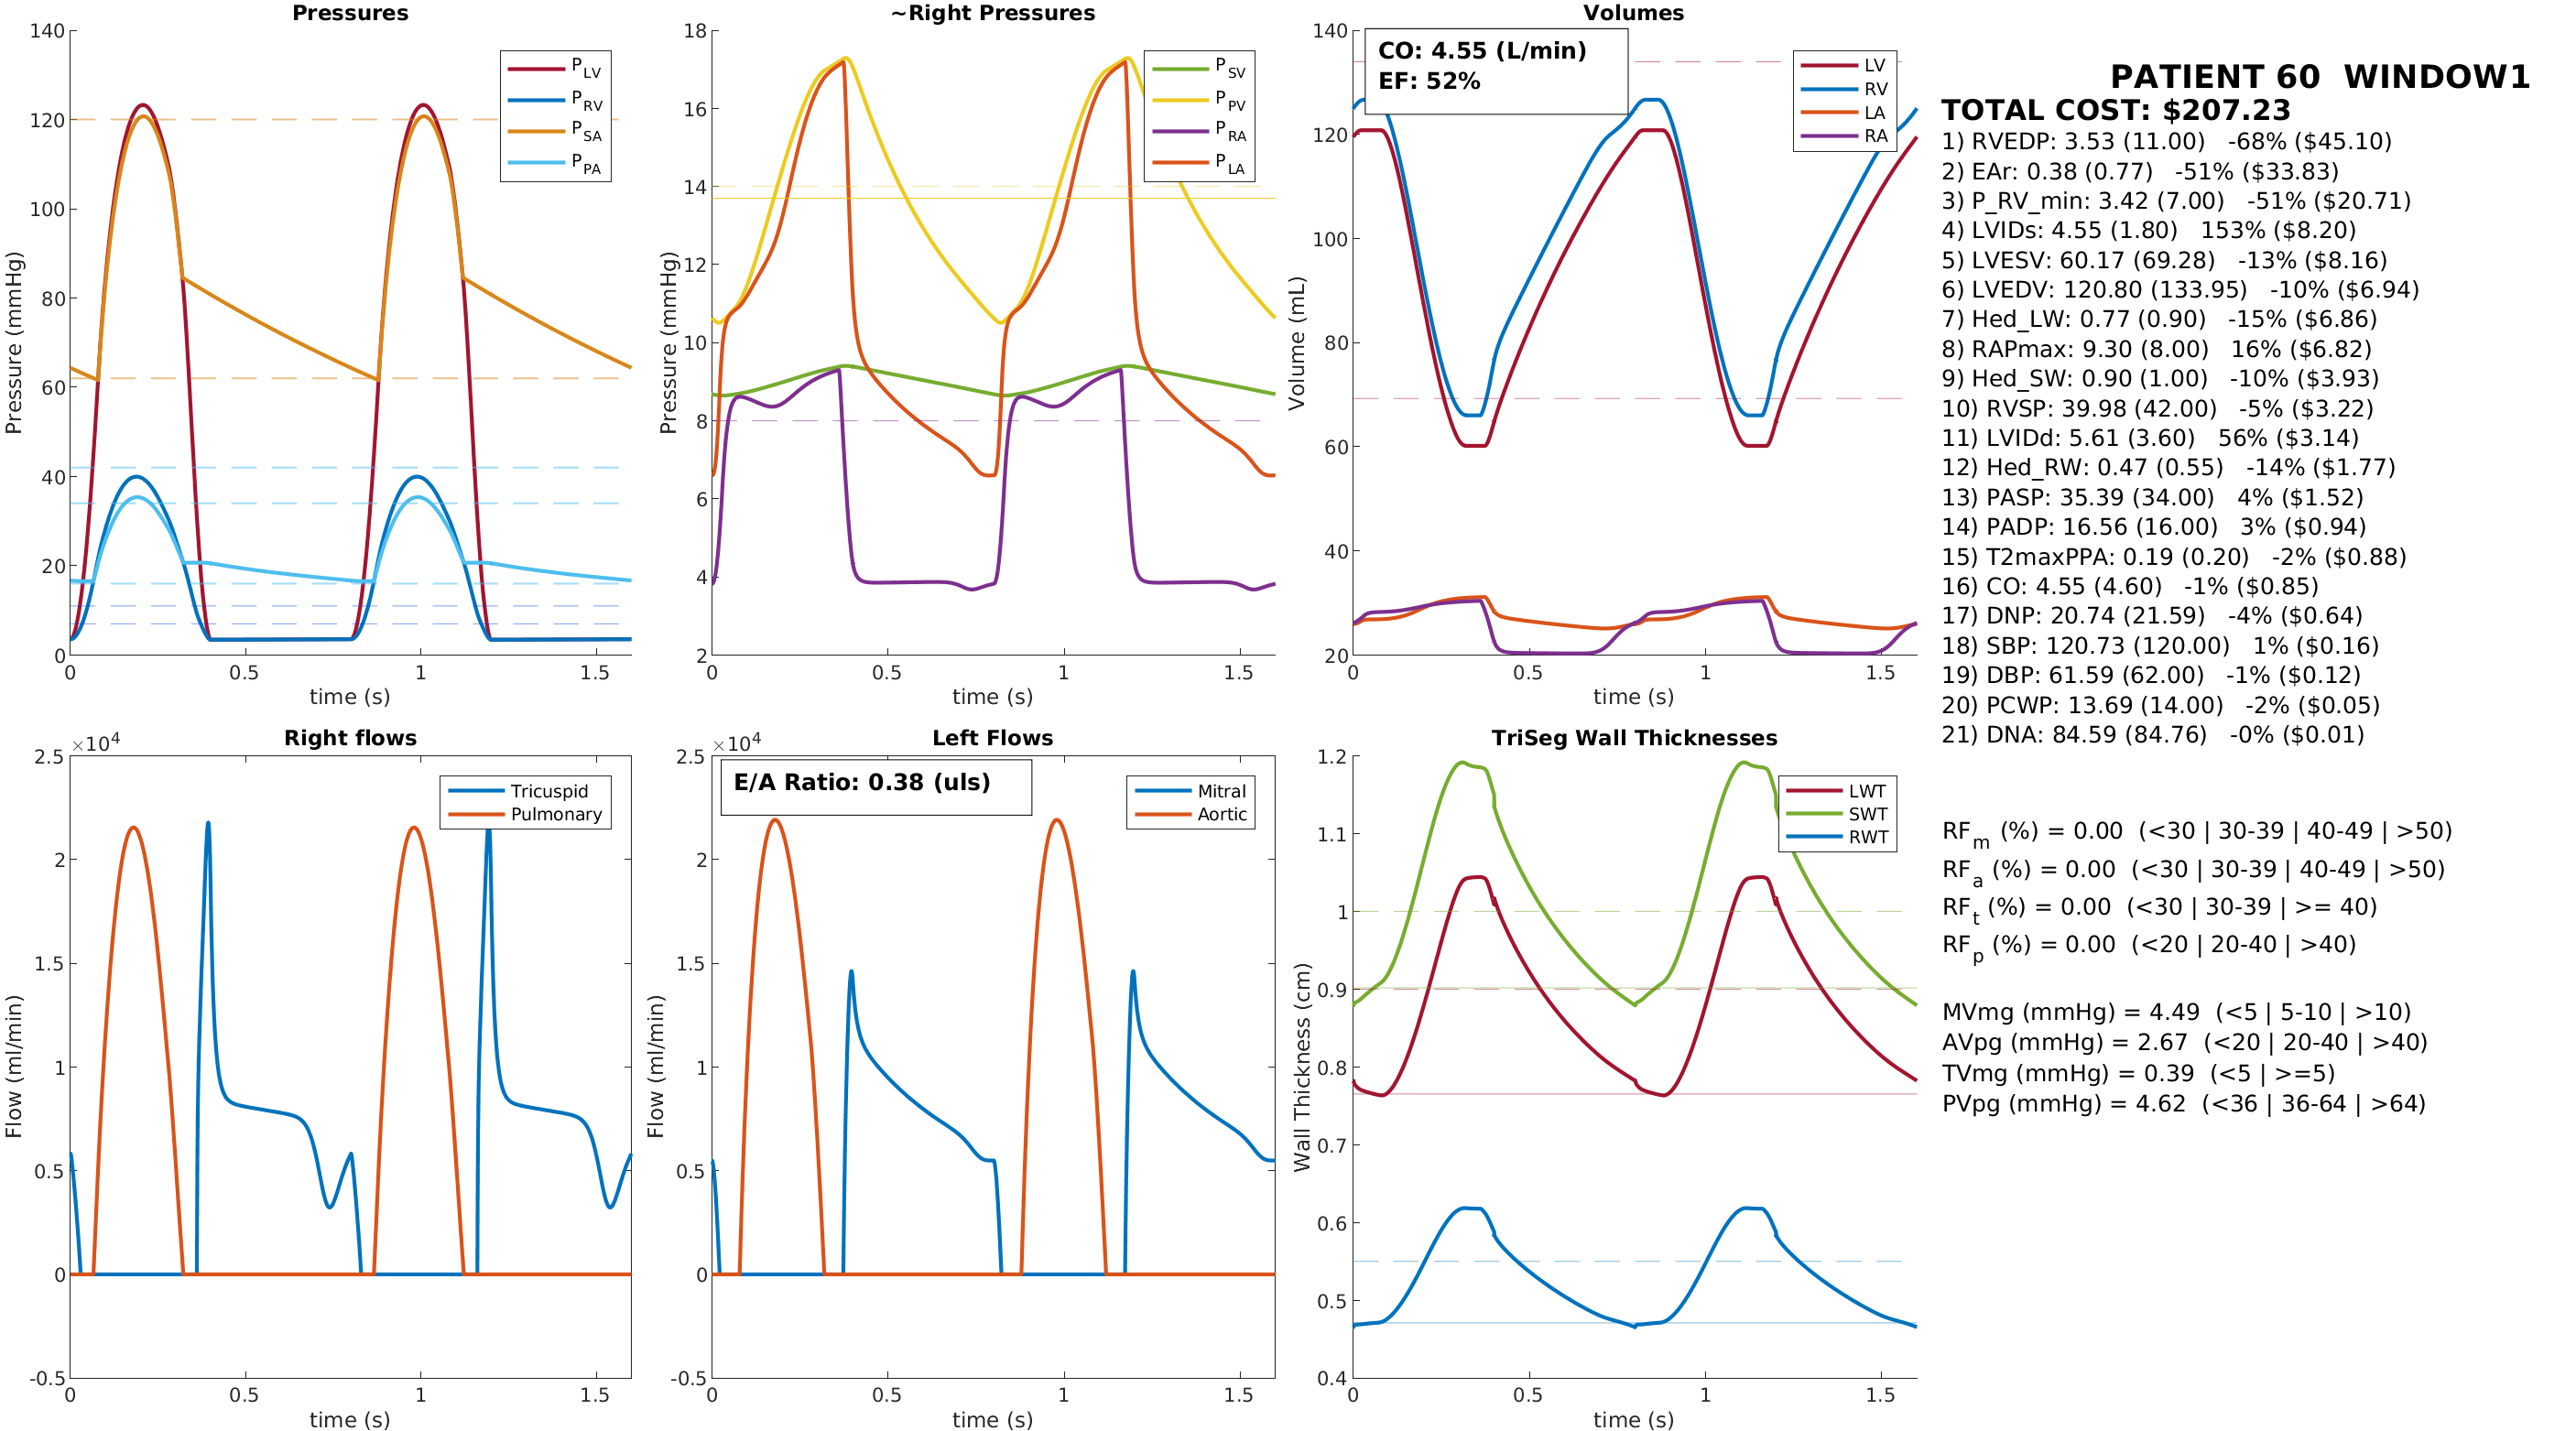 Pressures
140
120
100
80
60
40
20
0
0
0.5
1
1.5
Pressure (mmHg)
time (s)
PLV
PRV
PSA
PPA
~Right Pressures
18
16
14
12
10
8
6
4
2
0
0.5
1
1.5
Pressure (mmHg)
time (s)
PSV
PPV
PRA
PLA
Volumes
CO: 4.55 (L/min)
EF: 52%
140
120
100
80
60
40
20
0
0.5
1
1.5
Volume (mL)
time (s)
LV
RV
LA
RA
PATIENT 60 WINDOW1
TOTAL COST: $207.23
1) RVEDP: 3.53 (11.00) -68% ($45.10)
2) EAr: 0.38 (0.77) -51% ($33.83)
3) P_RV_min: 3.42 (7.00) -51% ($20.71)
4) LVIDs: 4.55 (1.80) 153% ($8.20)
5) LVESV: 60.17 (69.28) -13% ($8.16)
6) LVEDV: 120.80 (133.95) -10% ($6.94)
7) Hed_LW: 0.77 (0.90) -15% ($6.86)
8) RAPmax: 9.30 (8.00) 16% ($6.82)
9) Hed_SW: 0.90 (1.00) -10% ($3.93)
10) RVSP: 39.98 (42.00) -5% ($3.22)
11) LVIDd: 5.61 (3.60) 56% ($3.14)
12) Hed_RW: 0.47 (0.55) -14% ($1.77)
13) PASP: 35.39 (34.00) 4% ($1.52)
14) PADP: 16.56 (16.00) 3% ($0.94)
15) T2maxPPA: 0.19 (0.20) -2% ($0.88)
16) CO: 4.55 (4.60) -1% ($0.85)
17) DNP: 20.74 (21.59) -4% ($0.64)
18) SBP: 120.73 (120.00) 1% ($0.16)
19) DBP: 61.59 (62.00) -1% ($0.12)
20) PCWP: 13.69 (14.00) -2% ($0.05)
21) DNA: 84.59 (84.76) -0% ($0.01)
RFm (%) = 0.00 (<30 | 30-39 | 40-49 | >50)
RFa (%) = 0.00 (<30 | 30-39 | 40-49 | >50)
RFt (%) = 0.00 (<30 | 30-39 | >= 40)
RFp (%) = 0.00 (<20 | 20-40 | >40)
MVmg (mmHg) = 4.49 (<5 | 5-10 | >10)
AVpg (mmHg) = 2.67 (<20 | 20-40 | >40)
TVmg (mmHg) = 0.39 (<5 | >=5)
PVpg (mmHg) = 4.62 (<36 | 36-64 | >64)
Right flows
×10^4
2.5
2
1.5
1
0.5
0
-0.5
0
0.5
1
1.5
Flow (ml/min)
time (s)
Tricuspid
Pulmonary
Left Flows
×10^4
E/A Ratio: 0.38 (uls)
2.5
2
1.5
1
0.5
0
-0.5
0
0.5
1
1.5
Flow (ml/min)
time (s)
Mitral
Aortic
TriSeg Wall Thicknesses
1.2
1.1
1
0.9
0.8
0.7
0.6
0.5
0.4
0
0.5
1
1.5
Wall Thickness (cm)
time (s)
LWT
SWT
RWT